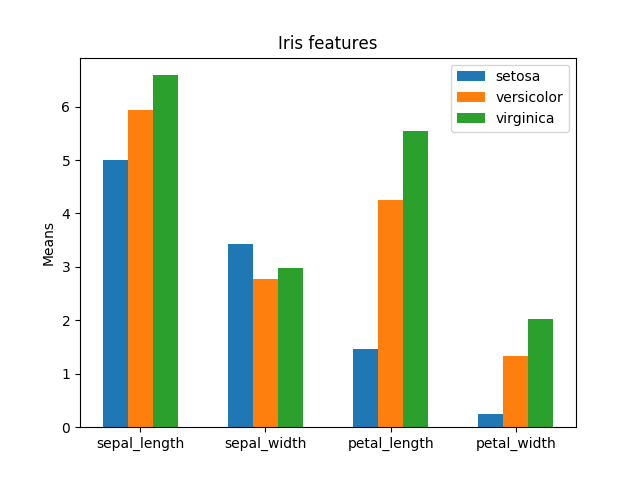 Iris features
setosa
versicolor
virginica
Means
6
5
4
3
2
1
0
sepal_length
sepal_width
petal_length
petal_width